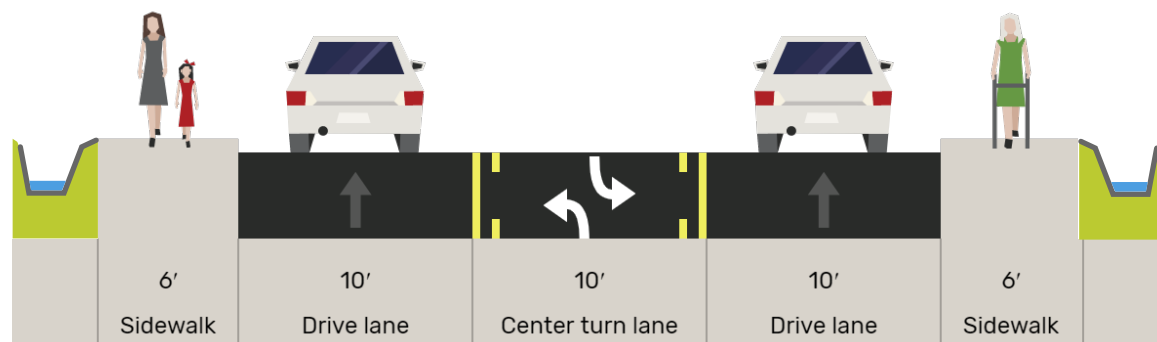 6′ 10′ 10′ 10′ 6′
Sidewalk Drive lane Center turn lane Drive lane Sidewalk